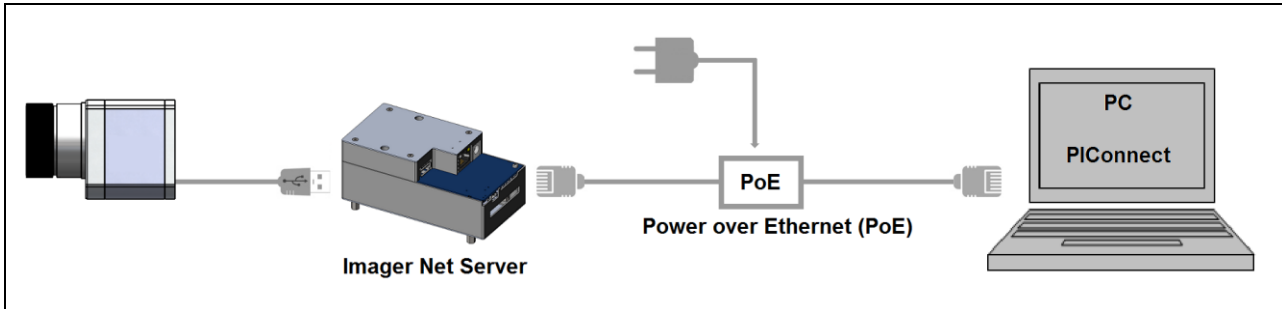 PC
PIConnect
PoE
Power over Ethernet (PoE)
Imager Net Server